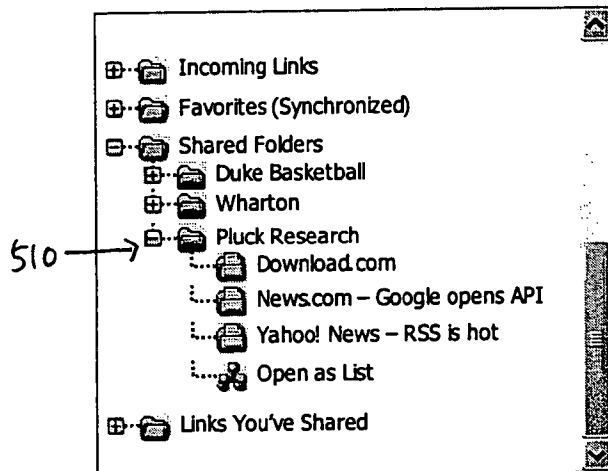 Incoming Links
Favorites (Synchronized)
Shared Folders
Duke Basketball
Wharton
510 Pluck Research
Download.com
News.com – Google opens API
Yahoo! News – RSS is hot
Open as List
Links You've Shared